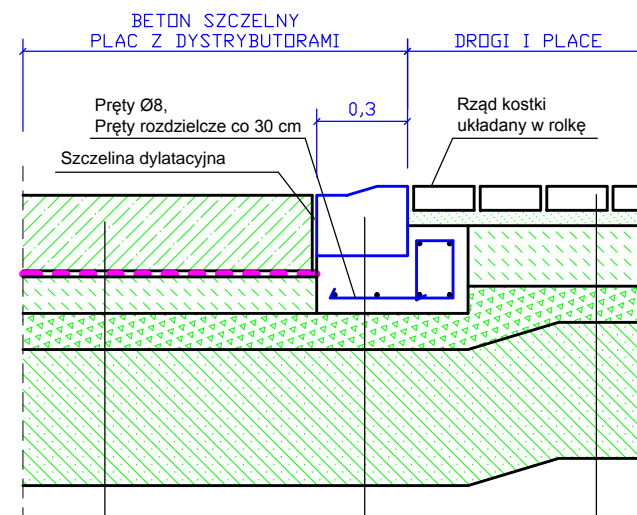 BETON SZCZELNY
PLAC Z DYSTRYBUTORAMI
DROGI I PLACE
Pręty Ø8,
Pręty rozdzielcze co 30 cm
0,3
Rząd kostki
układany w rolkę
Szczelina dylatacyjna